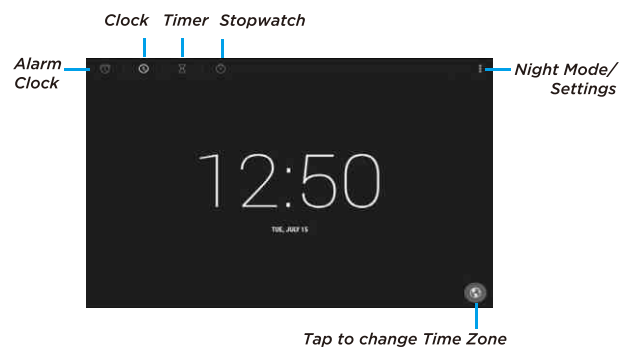 Clock Timer Stopwatch
Alarm
Clock
Night Mode/
Settings
12:50
TUE, JULY 15
Tap to change Time Zone